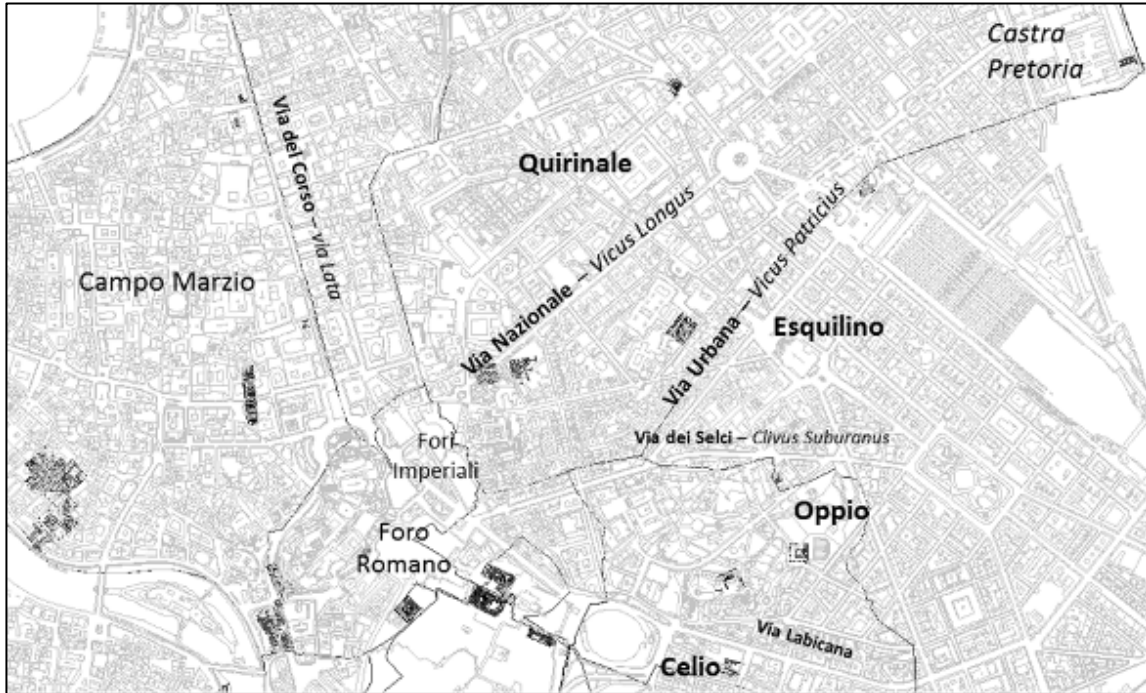 Castra
Pretoria
Via del Corso – via Lata
Quirinale
Via Nazionale – Vicus Longus
Via Urbana – Vicus Patricius
Campo Marzio
Esquilino
Via dei Selci – Clivus Suburanus
Fori
Imperiali
Oppio
Foro
Romano
Via Labicana
Celio